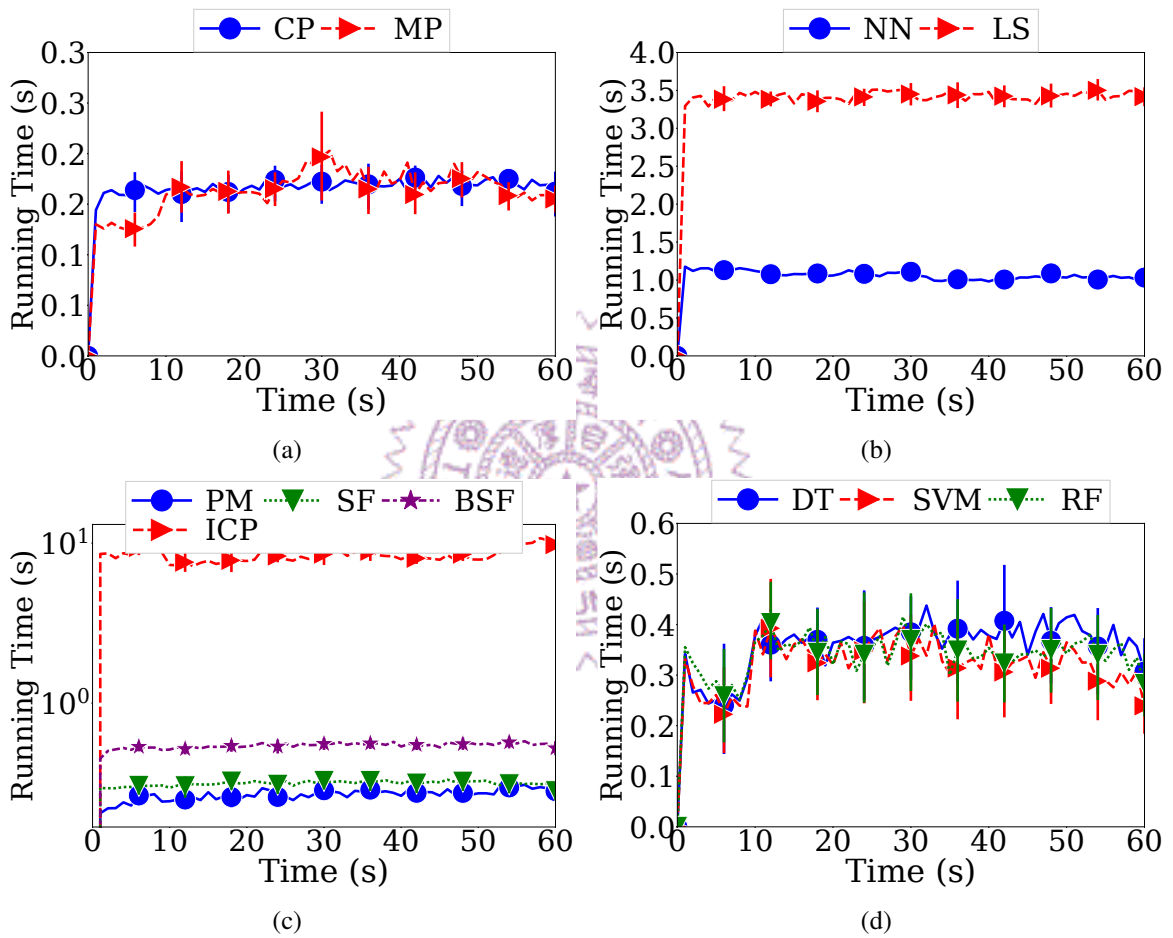 CP MP
Running Time (s)
0.3
0.3
0.2
0.2
0.1
0.1
0.0
0 10 20 30 40 50 60
Time (s)
(a)
NN LS
Running Time (s)
4.0
3.5
3.0
2.5
2.0
1.5
1.0
0.5
0.0
0 10 20 30 40 50 60
Time (s)
(b)
PM SF BSF
ICP
Running Time (s)
10¹
10⁰
0 10 20 30 40 50 60
Time (s)
(c)
DT SVM RF
Running Time (s)
0.6
0.5
0.4
0.3
0.2
0.1
0.0
0 10 20 30 40 50 60
Time (s)
(d)